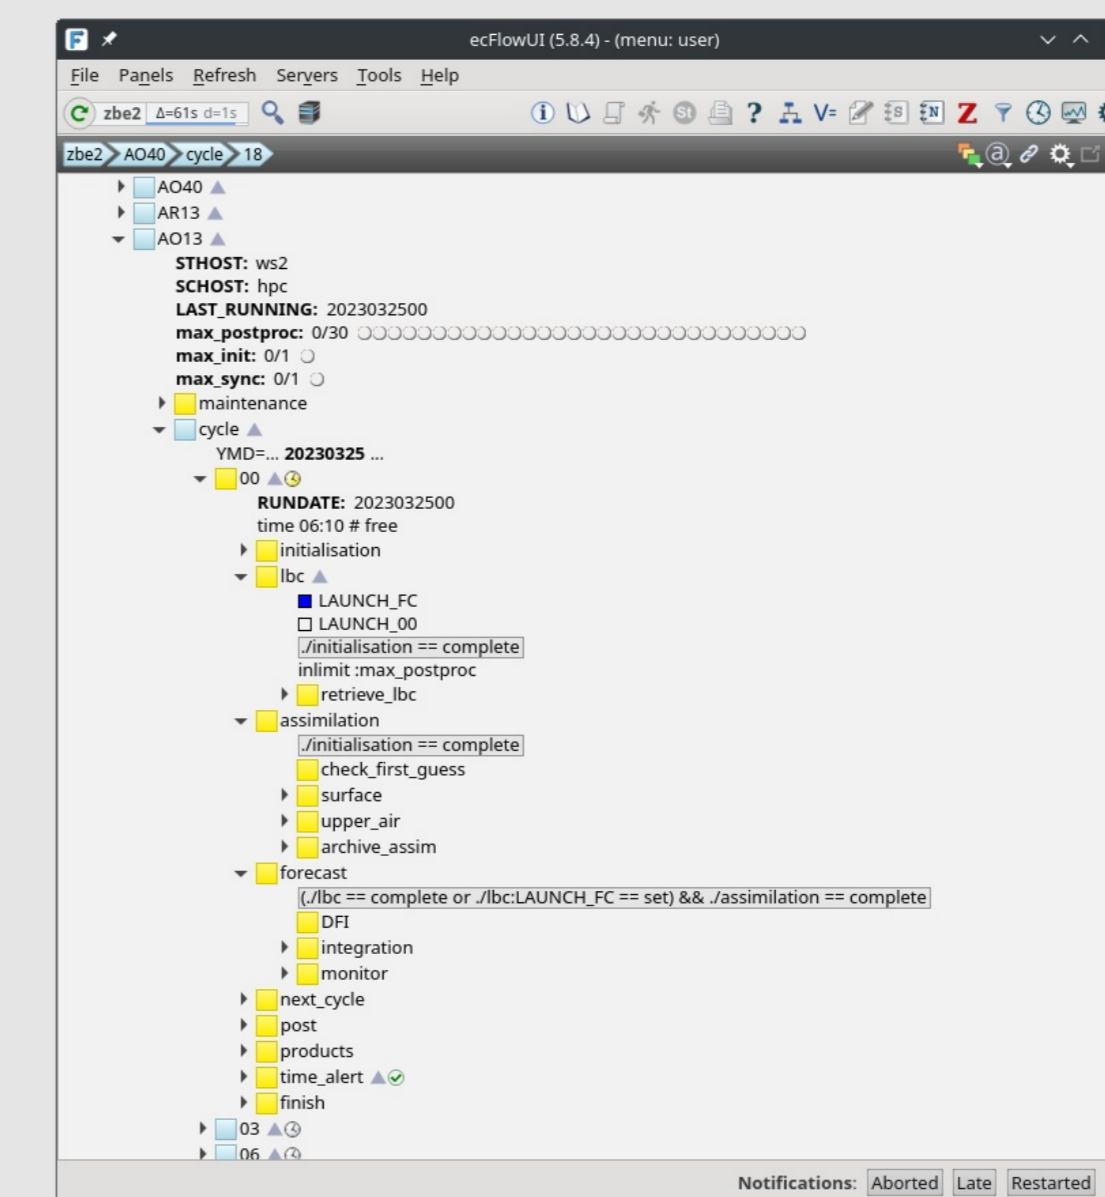 ecFlowUI (5.8.4) - (menu: user)
File Panels Refresh Servers Tools Help
zbe2 Δ=61s d=1s
zbe2 AO40 cycle 18
AO40
AR13
AO13
STHOST: ws2
SCHOST: hpc
LAST_RUNNING: 2023032500
max_postproc: 0/30
max_init: 0/1
max_sync: 0/1
maintenance
cycle
YMD=... 20230325 ...
00
RUNDATE: 2023032500
time 06:10 # free
initialisation
lbc
LAUNCH_FC
LAUNCH_00
./initialisation == complete
inlimit :max_postproc
retrieve_lbc
assimilation
./initialisation == complete
check_first_guess
surface
upper_air
archive_assim
forecast
(./lbc == complete or ./lbc:LAUNCH_FC == set) && ./assimilation == complete
DFI
integration
monitor
next_cycle
post
products
time_alert
finish
03
06
Notifications: Aborted Late Restarted